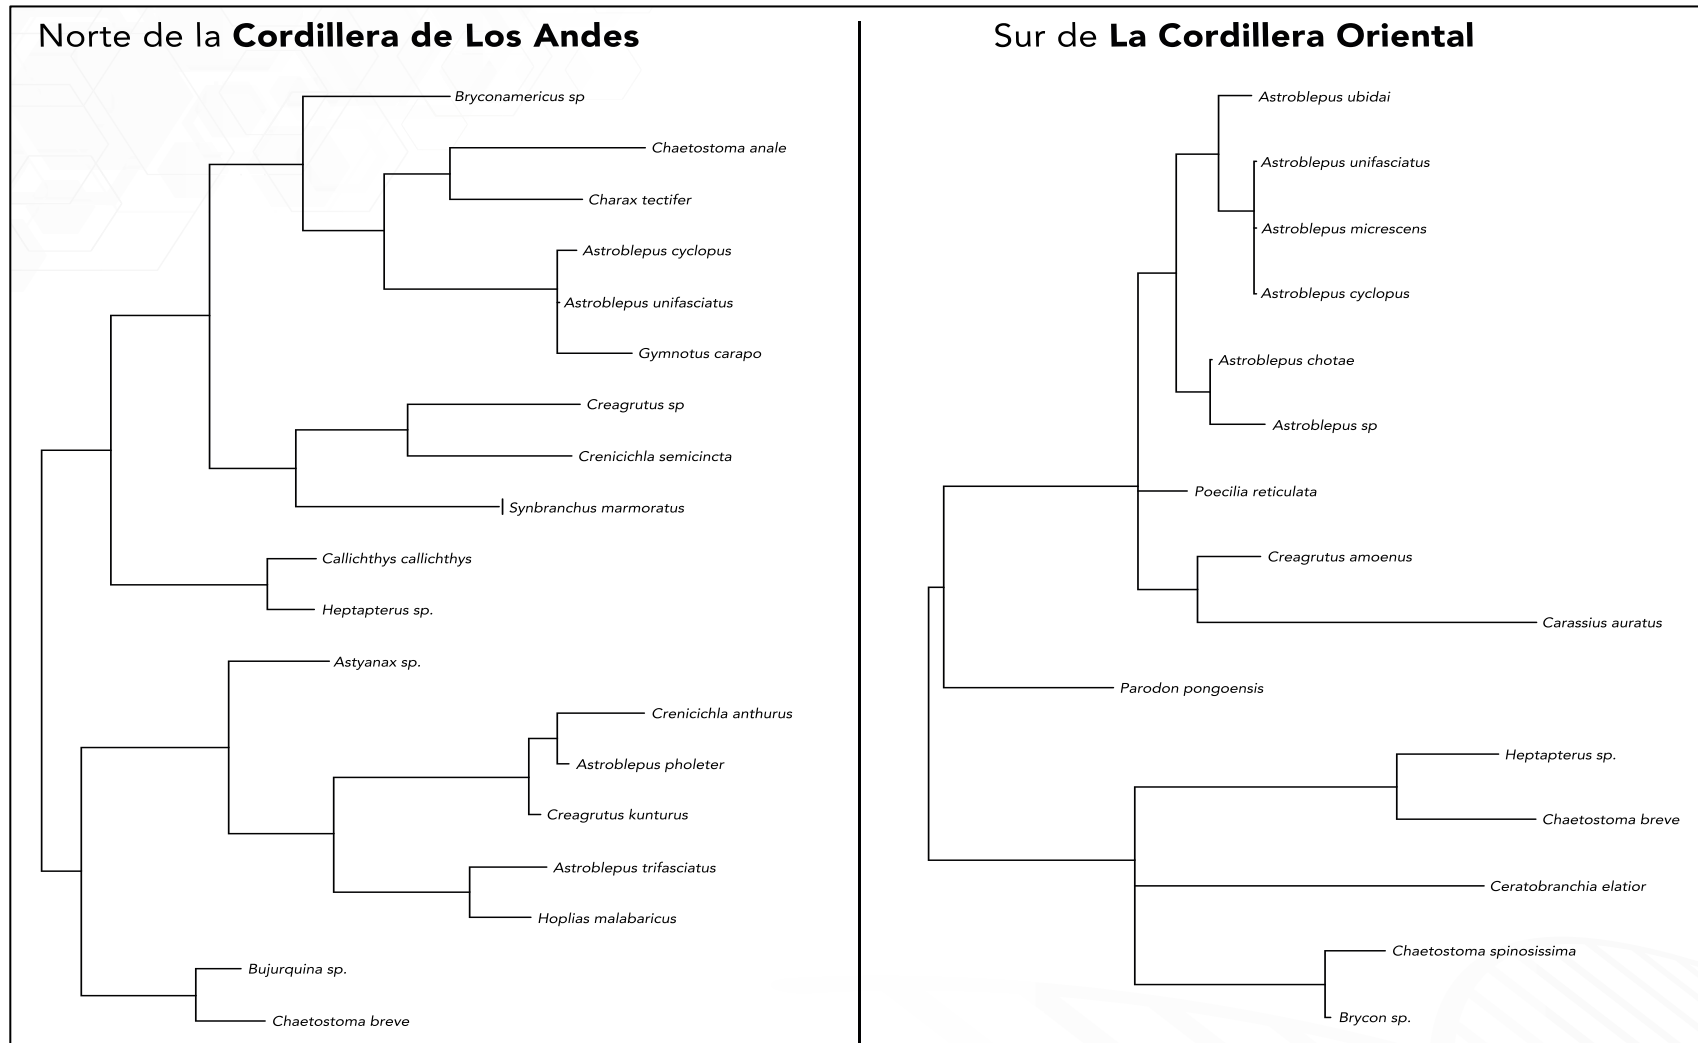 Norte de la Cordillera de Los Andes
Bryconamericus sp
Chaetostoma anale
Charax tectifer
Astroblepus cyclopus
Astroblepus unifasciatus
Gymnotus carapo
Creagrutus sp
Crenicichla semicincta
Synbranchus marmoratus
Callichthys callichthys
Heptapterus sp.
Astyanax sp.
Crenicichla anthurus
Astroblepus pholeter
Creagrutus kunturus
Astroblepus trifasciatus
Hoplias malabaricus
Bujurquina sp.
Chaetostoma breve
Sur de La Cordillera Oriental
Astroblepus ubidai
Astroblepus unifasciatus
Astroblepus micrescens
Astroblepus cyclopus
Astroblepus chotae
Astroblepus sp
Poecilia reticulata
Creagrutus amoenus
Carassius auratus
Parodon pongoensis
Heptapterus sp.
Chaetostoma breve
Ceratobranchia elatior
Chaetostoma spinosissima
Brycon sp.